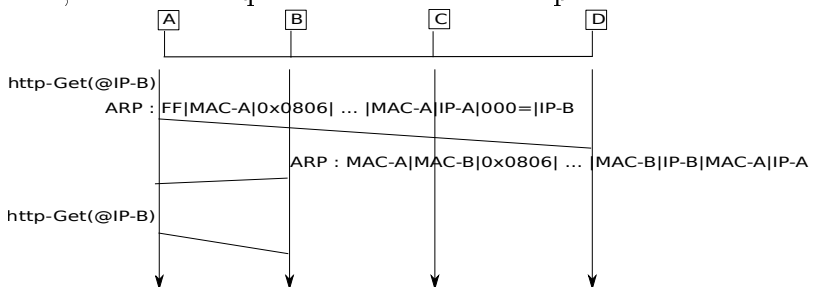 A B C D
http-Get(@IP-B)
ARP : FF|MAC-A|0x0806| ... |MAC-A|IP-A|000=|IP-B
ARP : MAC-A|MAC-B|0x0806| ... |MAC-B|IP-B|MAC-A|IP-A
http-Get(@IP-B)